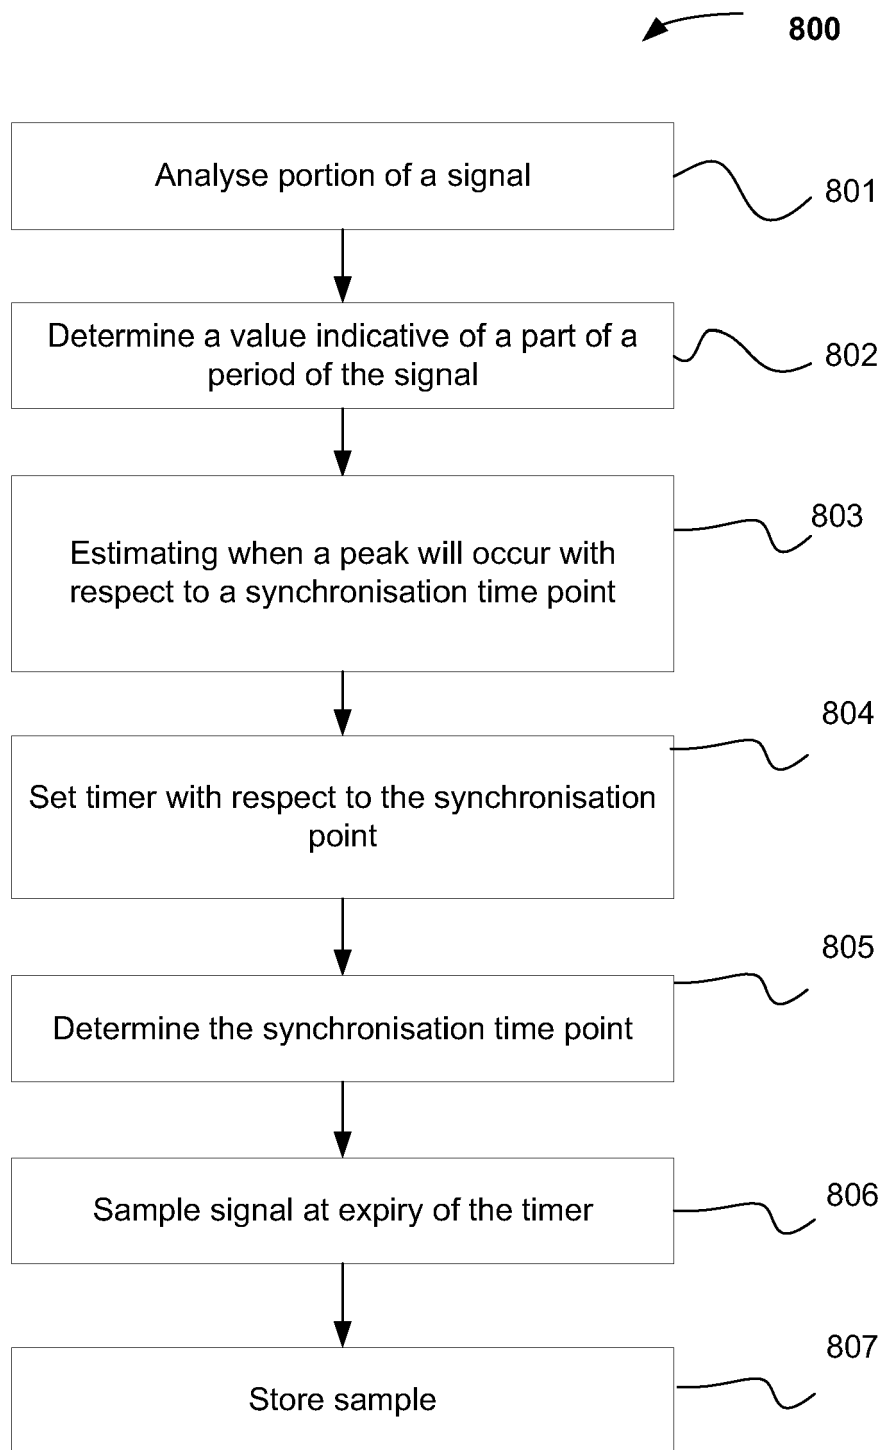 800
Analyse portion of a signal
801
Determine a value indicative of a part of a
period of the signal
802
Estimating when a peak will occur with
respect to a synchronisation time point
803
804
Set timer with respect to the synchronisation
point
805
Determine the synchronisation time point
806
Sample signal at expiry of the timer
807
Store sample